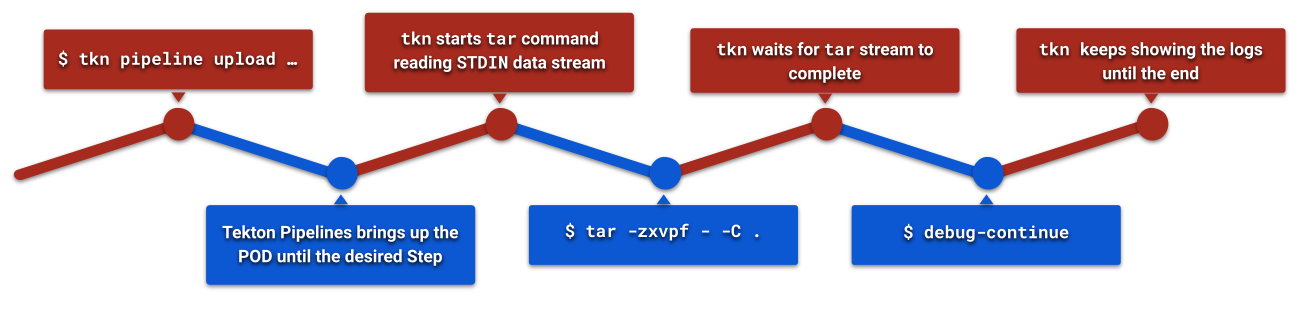 $ tkn pipeline upload …
tkn starts tar command
reading STDIN data stream
tkn waits for tar stream to
complete
tkn keeps showing the logs
until the end
Tekton Pipelines brings up the
POD until the desired Step
$ tar -zxvpf - -C .
$ debug-continue